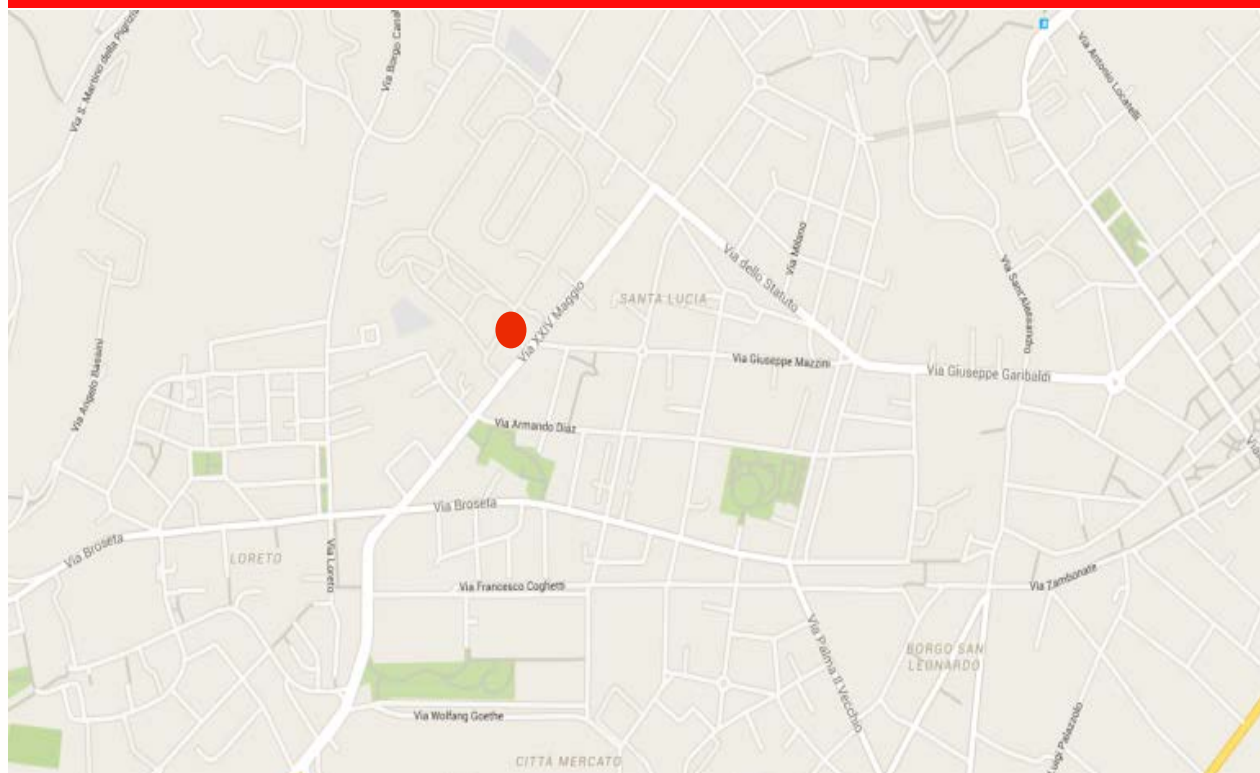 Via S. Martino della Pigrizia
Via Borgo Canal
Via Antonio Locatelli
Via Milano
Via dello Statuto
Via Sant'Alessandro
SANTA LUCIA
Via XXIV Maggio
Via Angelo Bassini
Via Giuseppe Mazzini
Via Giuseppe Garibaldi
Via Armando Diaz
Via Broseta
Via Broseta
LORETO
Via Loreto
Via Francesco Coghetti
Via Zambonate
Via Palma Il Vecchio
BORGO SAN
LEONARDO
Via Wolfang Goethe
Luigi Palazzolo
CITTÀ MERCATO